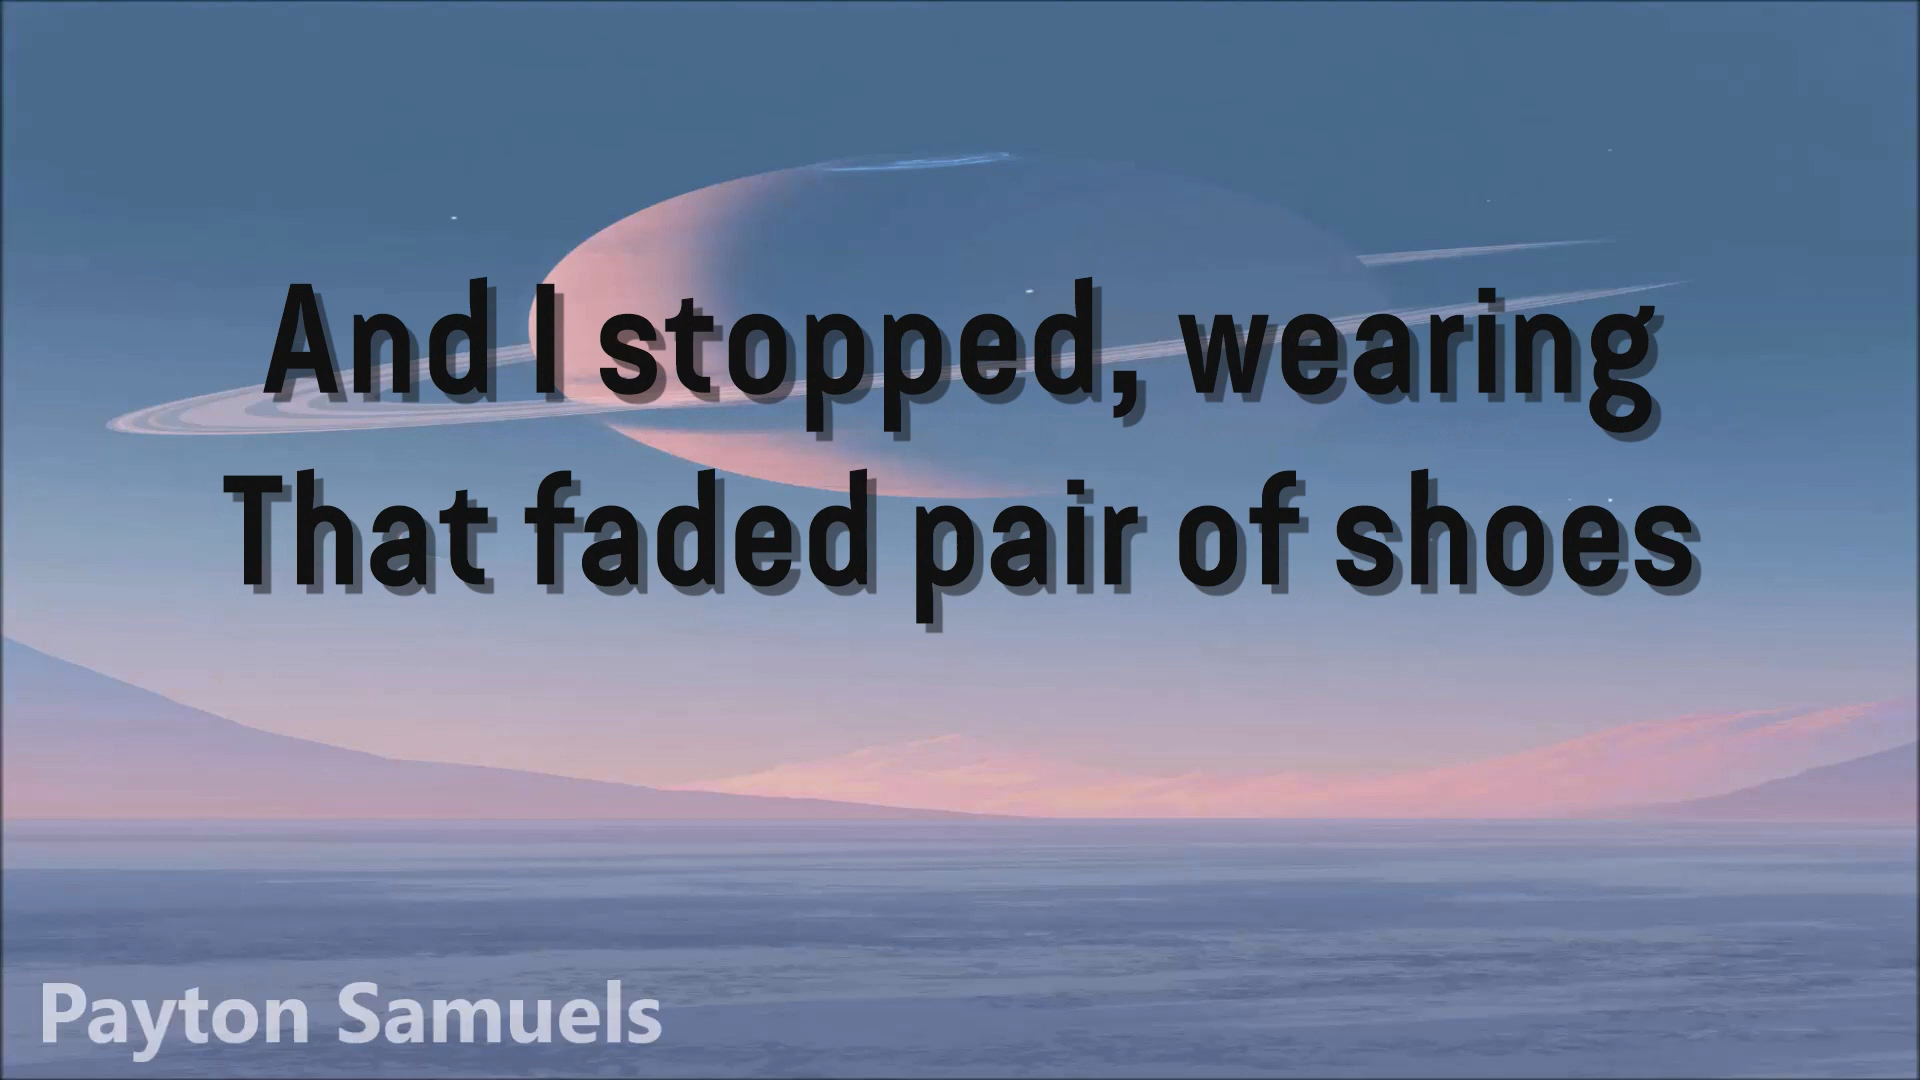 And I stopped, wearing
That faded pair of shoes
Payton Samuels